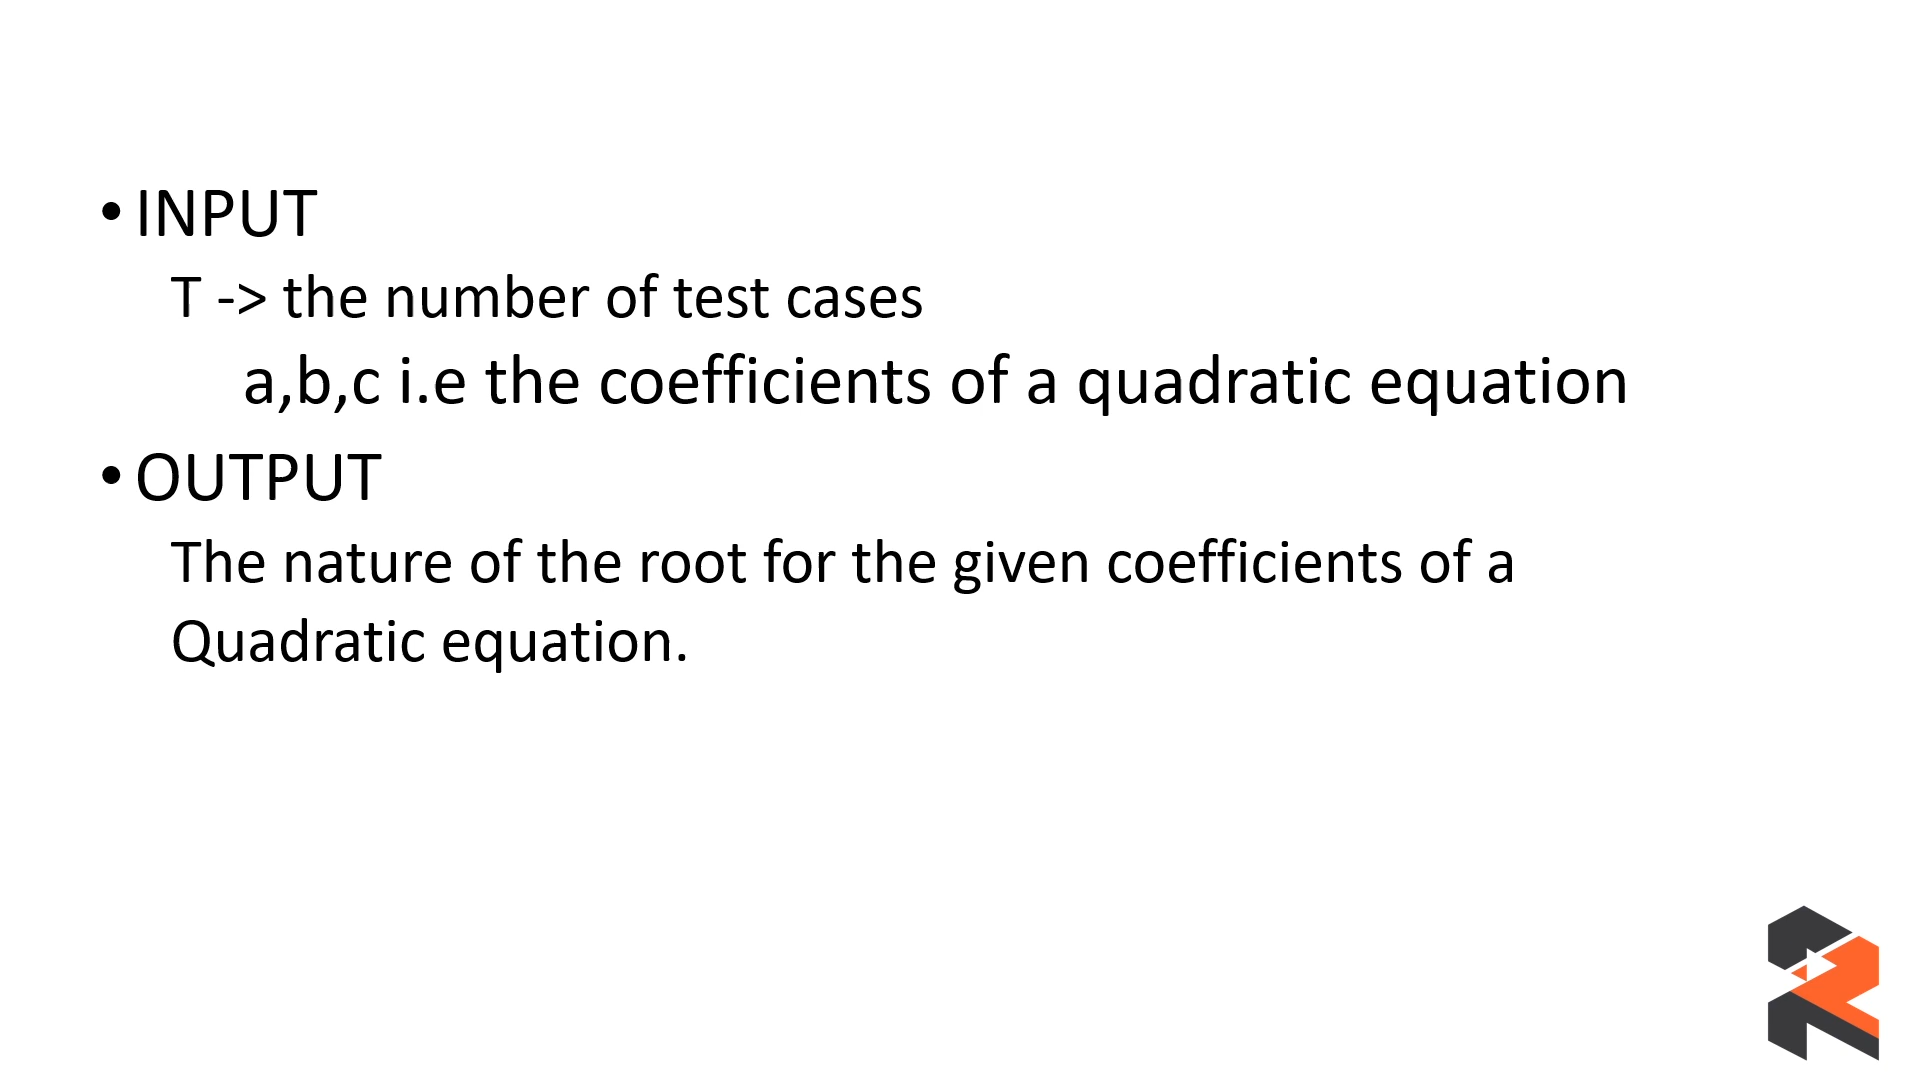 • INPUT
T -> the number of test cases
a,b,c i.e the coefficients of a quadratic equation
• OUTPUT
The nature of the root for the given coefficients of a
Quadratic equation.